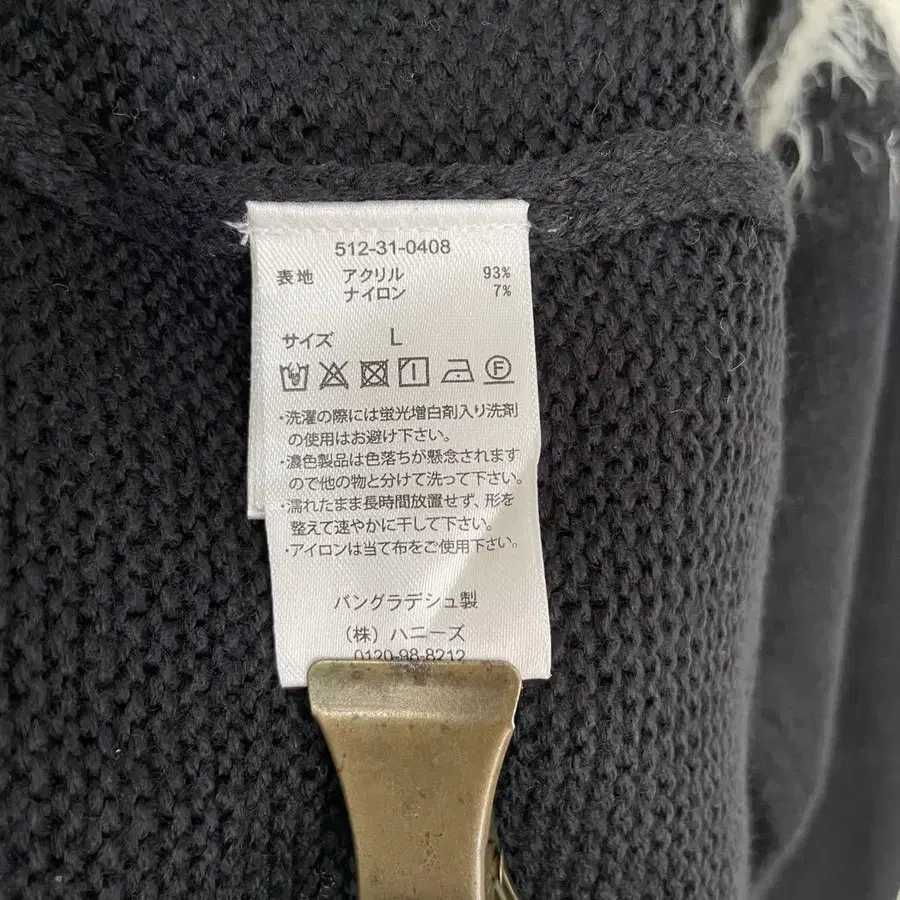 512-31-0408
表地 アクリル 93%
ナイロン 7%
サイズ L
Ⓕ
・洗濯の際には蛍光増白剤入り洗剤
の使用はお避け下さい。
・濃色製品は色落ちが懸念されます
ので他の物と分けて洗って下さい。
・濡れたまま長時間放置せず、形を
整えて速やかに干して下さい。
・アイロンは当て布をご使用下さい。
バングラデシュ製
（株）ハニーズ
0120-98-8212